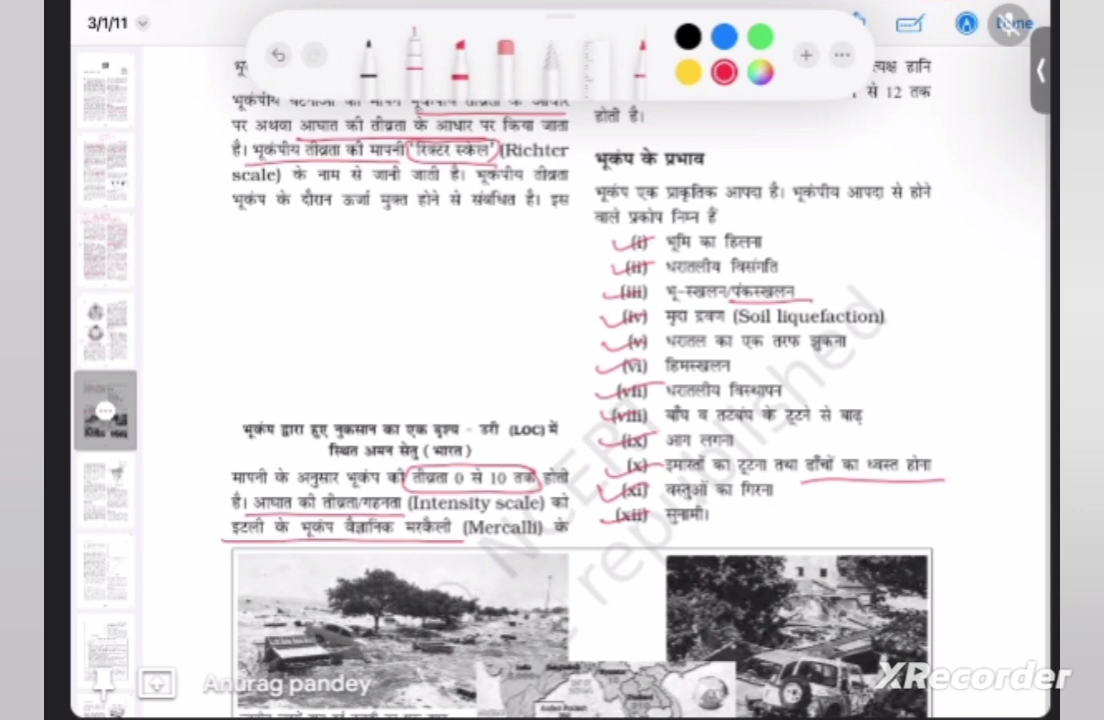 3/1/11
Done
भूकंपीय घटनाओं का मापन भूकंपीय तीव्रता के आधार
पर अथवा आघात की तीव्रता के आधार पर किया जाता
है। भूकंपीय तीव्रता की मापनी 'रिक्टर स्केल' (Richter
scale) के नाम से जानी जाती है। भूकंपीय तीव्रता
भूकंप के दौरान ऊर्जा मुक्त होने से संबंधित है। इस
भूकंप द्वारा हुए नुकसान का एक दृश्य - उरी (LOC) में
स्थित अमन सेतु (भारत)
मापनी के अनुसार भूकंप की तीव्रता 0 से 10 तक होती
है। आघात की तीव्रता/गहनता (Intensity scale) को
इटली के भूकंप वैज्ञानिक मरकैली (Mercalli) के
हानि
से 12 तक
होती है।
भूकंप के प्रभाव
भूकंप एक प्राकृतिक आपदा है। भूकंपीय आपदा से होने
वाले प्रकोप निम्न हैं
(i) भूमि का हिलना
(ii) धरातलीय विसंगति
(iii) भू-स्खलन/पंकस्खलन
(iv) मृदा द्रवण (Soil liquefaction)
(v) धरातल का एक तरफ झुकना
(vi) हिमस्खलन
(vii) धरातलीय विस्थापन
(viii) बाँध व तटबंध के टूटने से बाढ़
(ix) आग लगना
(x) इमारतों का टूटना तथा ढाँचों का ध्वस्त होना
(xi) वस्तुओं का गिरना
(xii) सुनामी।
© NCERT
republished
Anurag pandey
XRecorder